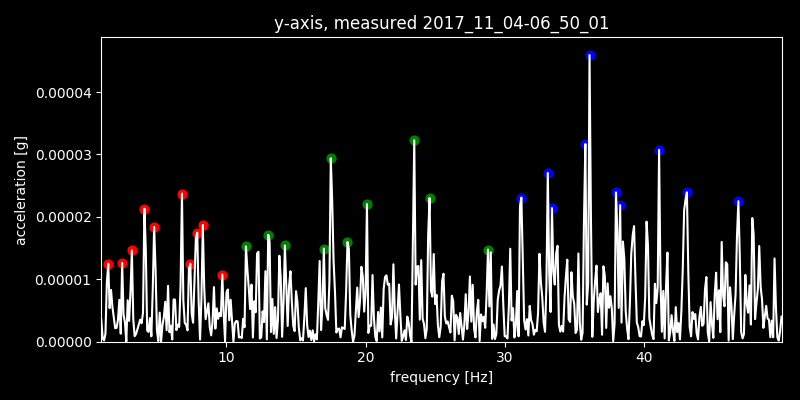 y-axis, measured 2017_11_04-06_50_01
0.00004
0.00003
0.00002
0.00001
0.00000
acceleration [g]
10 20 30 40
frequency [Hz]